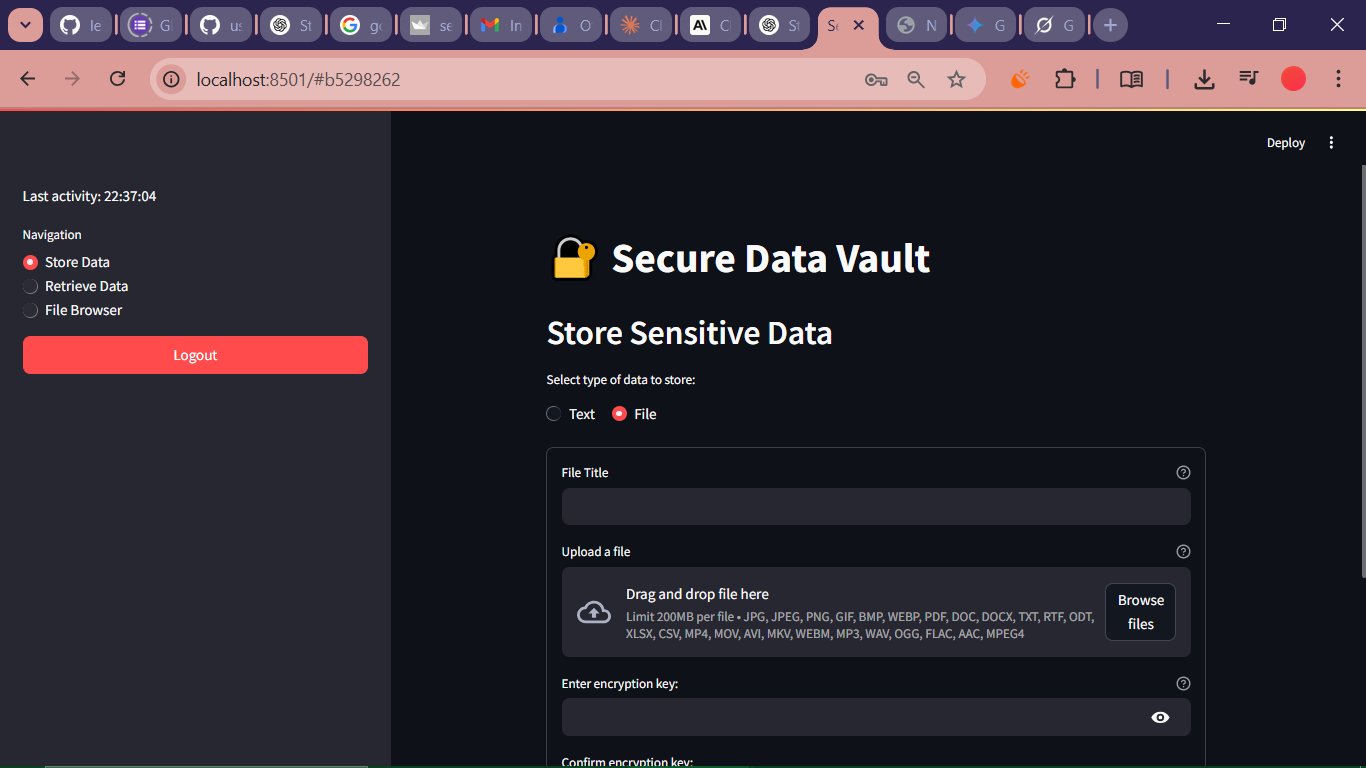 le
G
us
St
G
se
In
O
Cl
C
St
Se
N
G
G
localhost:8501/#b5298262
Deploy
Last activity: 22:37:04
Navigation
Store Data
Retrieve Data
File Browser
Logout
Secure Data Vault
Store Sensitive Data
Select type of data to store:
Text
File
File Title
Upload a file
Drag and drop file here
Limit 200MB per file • JPG, JPEG, PNG, GIF, BMP, WEBP, PDF, DOC, DOCX, TXT, RTF, ODT,
XLSX, CSV, MP4, MOV, AVI, MKV, WEBM, MP3, WAV, OGG, FLAC, AAC, MPEG4
Browse
files
Enter encryption key:
Confirm encryption key: